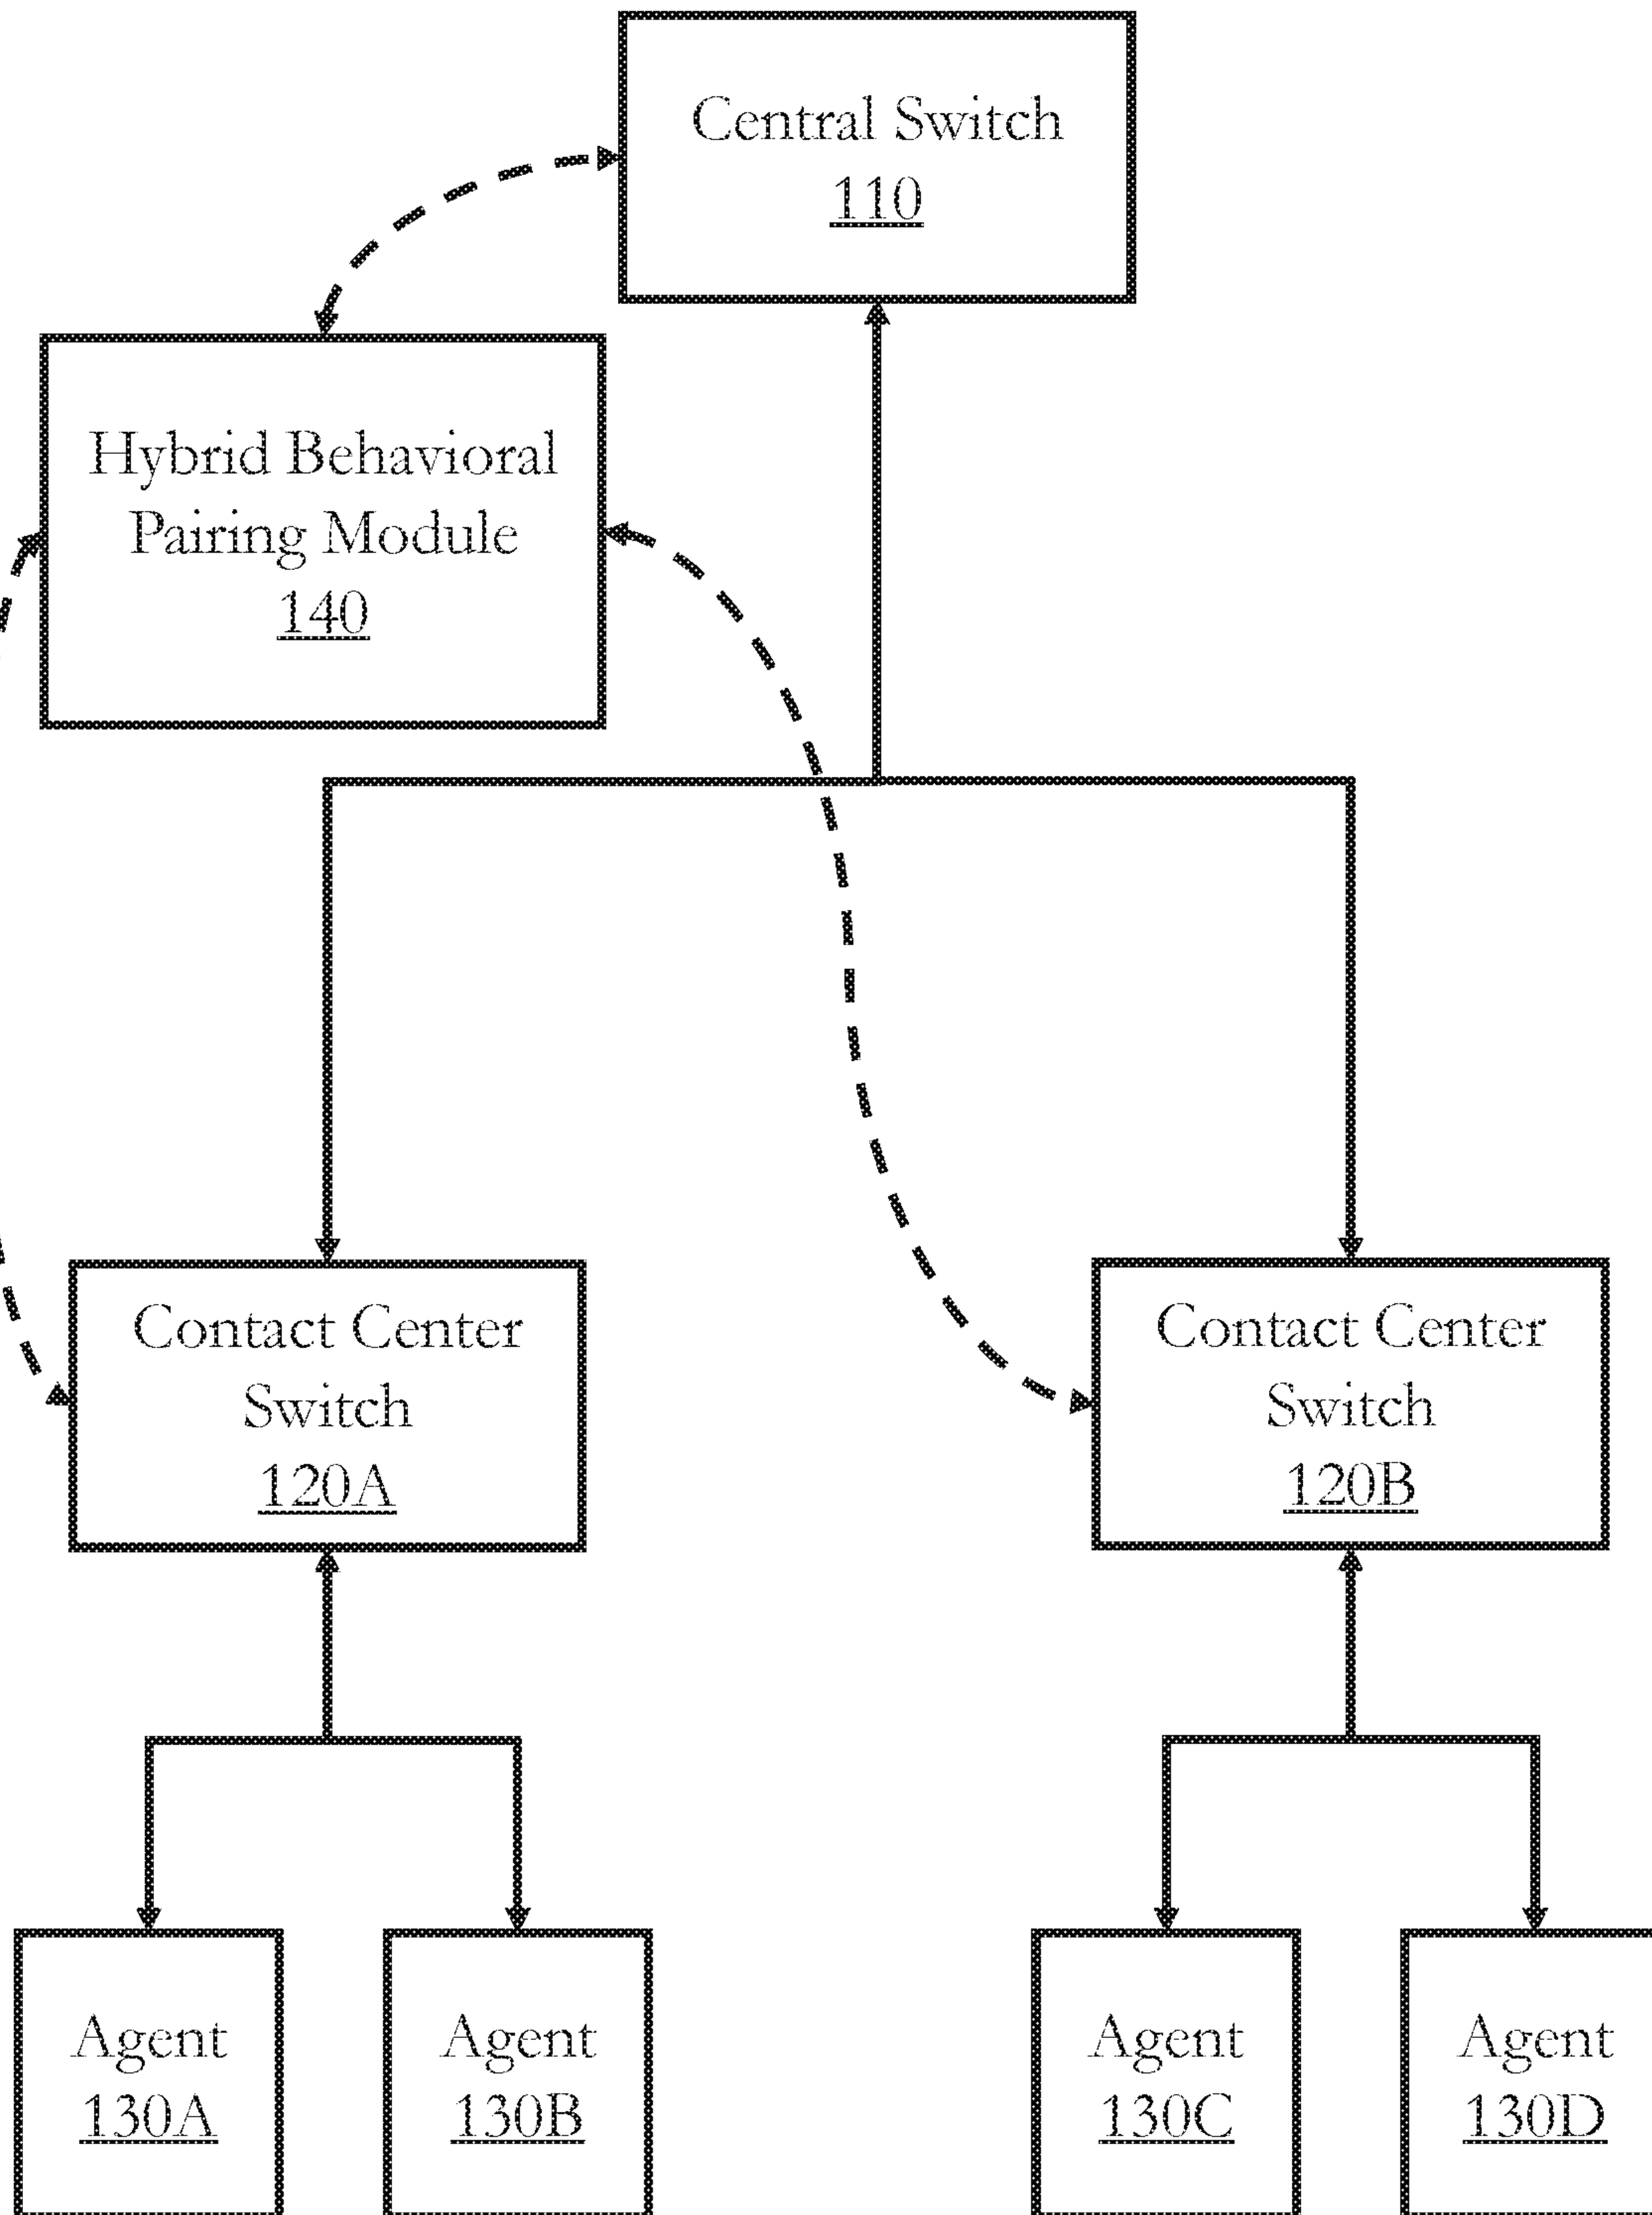 Central Switch
110
Hybrid Behavioral
Pairing Module
140
Contact Center
Switch
120A
Contact Center
Switch
120B
Agent
130A
Agent
130B
Agent
130C
Agent
130D